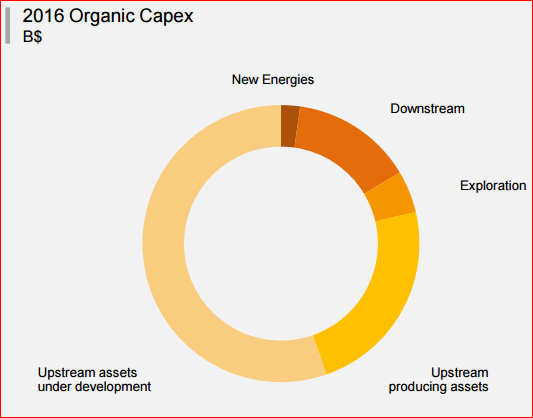 2016 Organic Capex
B$
New Energies
Downstream
Exploration
Upstream assets
under development
Upstream
producing assets